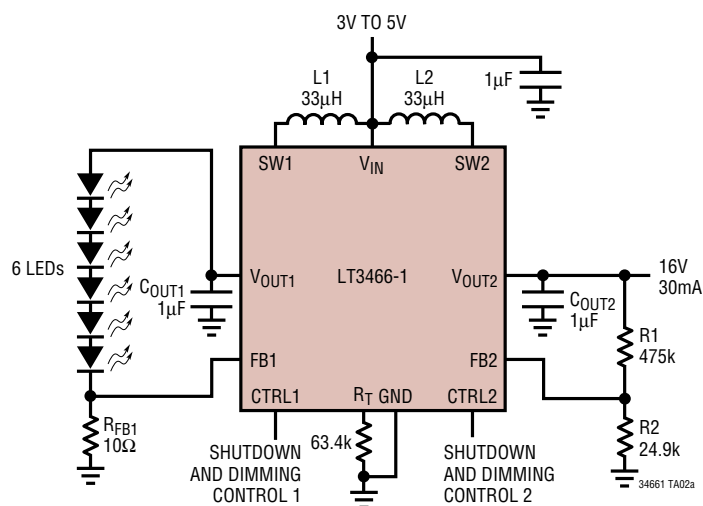 3V TO 5V
L1
33µH
L2
33µH
1µF
SW1
VIN
SW2
6 LEDs
COUT1
1µF
VOUT1
LT3466-1
VOUT2
16V
30mA
COUT2
1µF
R1
475k
FB1
FB2
CTRL1
RT
GND
CTRL2
RFB1
10Ω
63.4k
R2
24.9k
SHUTDOWN
AND DIMMING
CONTROL 1
SHUTDOWN
AND DIMMING
CONTROL 2
34661 TA02a